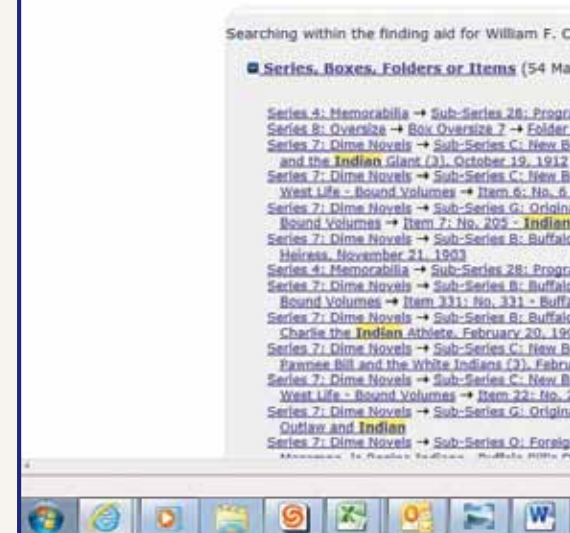 Searching within the finding aid for William F. C
Series, Boxes, Folders or Items (54 Ma
Series 4: Memorabilia → Sub-Series 28: Progra
Series 8: Oversize → Box Oversize 7 → Folder
Series 7: Dime Novels → Sub-Series C: New B
and the Indian Giant (3), October 19, 1912
Series 7: Dime Novels → Sub-Series C: New B
West Life - Bound Volumes → Item 6: No. 6
Series 7: Dime Novels → Sub-Series G: Origina
Bound Volumes → Item 7: No. 205 - Indian
Series 7: Dime Novels → Sub-Series B: Buffalo
Heiress, November 21, 1903
Series 4: Memorabilia → Sub-Series 28: Progra
Series 7: Dime Novels → Sub-Series B: Buffalo
Bound Volumes → Item 331: No. 331 - Buffa
Series 7: Dime Novels → Sub-Series B: Buffalo
Charlie the Indian Athlete, February 20, 190
Series 7: Dime Novels → Sub-Series C: New B
Pawnee Bill and the White Indians (3), Febru
Series 7: Dime Novels → Sub-Series C: New B
West Life - Bound Volumes → Item 22: No. 2
Series 7: Dime Novels → Sub-Series G: Origina
Outlaw and Indian
Series 7: Dime Novels → Sub-Series O: Foreig